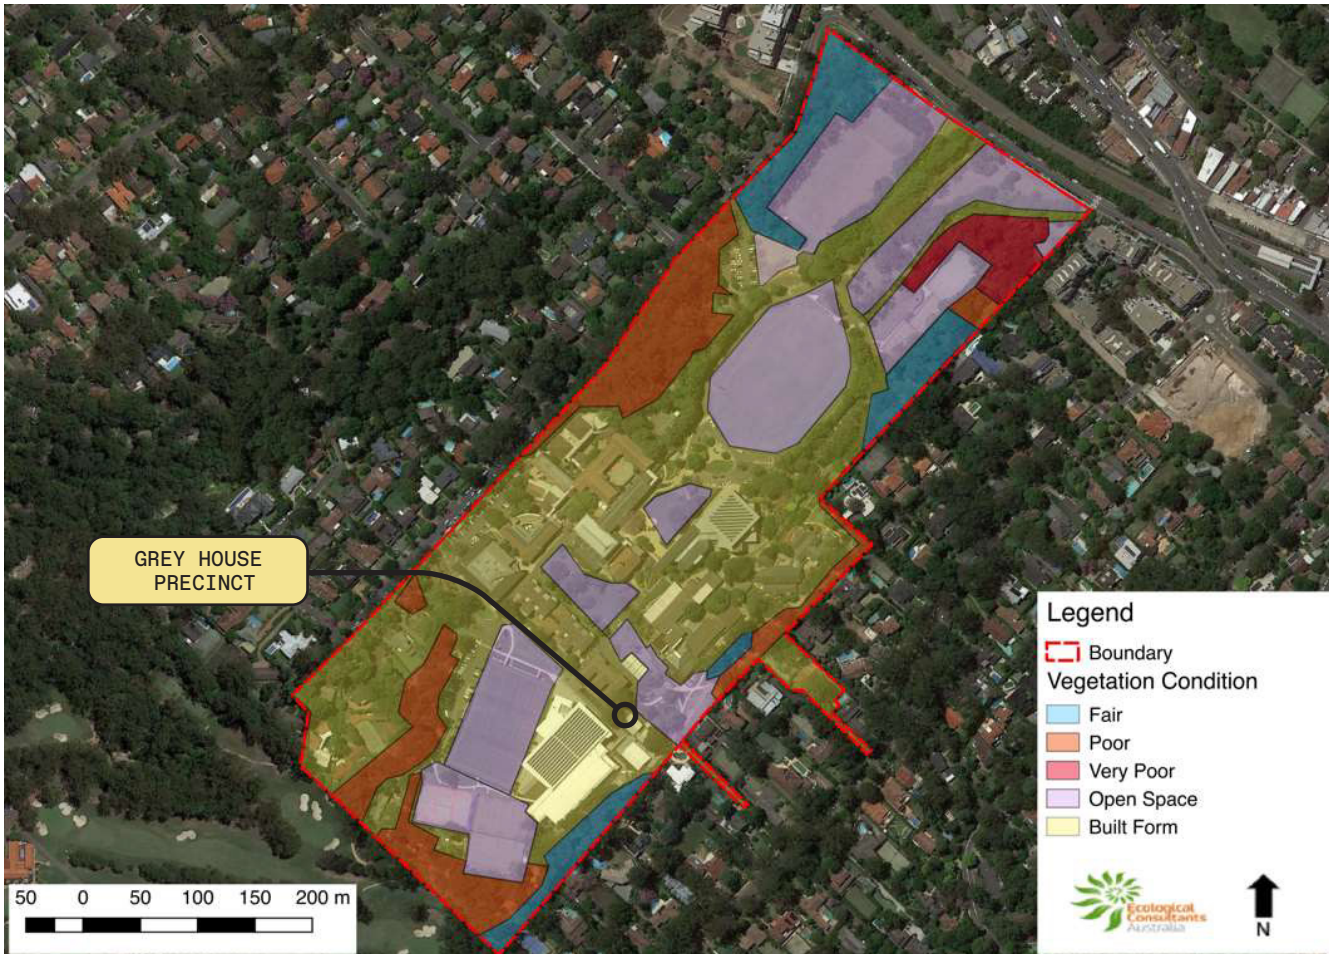 GREY HOUSE
PRECINCT
Legend
Boundary
Vegetation Condition
Fair
Poor
Very Poor
Open Space
Built Form
50 0 50 100 150 200 m
Ecological
Consultants
Australia
N